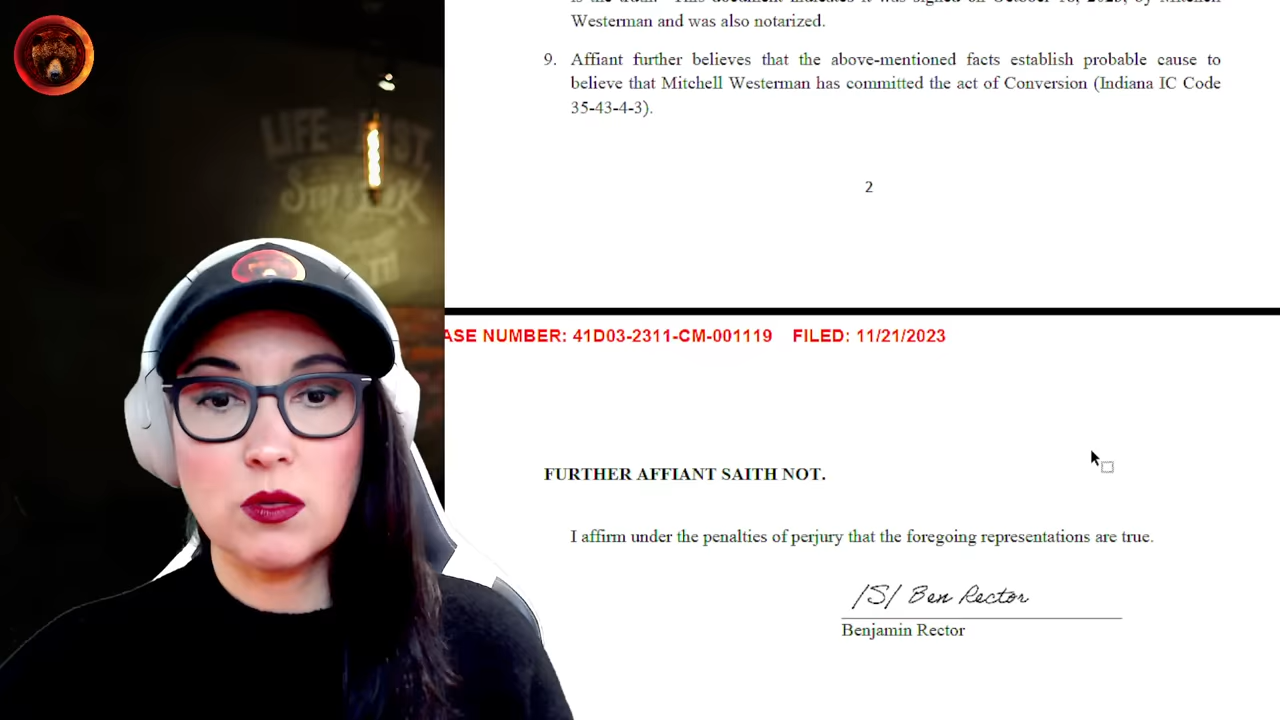 Westerman and was also notarized.
9. Affiant further believes that the above-mentioned facts establish probable cause to
believe that Mitchell Westerman has committed the act of Conversion (Indiana IC Code
35-43-4-3).
2
ASE NUMBER: 41D03-2311-CM-001119 FILED: 11/21/2023
FURTHER AFFIANT SAITH NOT.
I affirm under the penalties of perjury that the foregoing representations are true.
/S/ Ben Rector
Benjamin Rector
LIFE